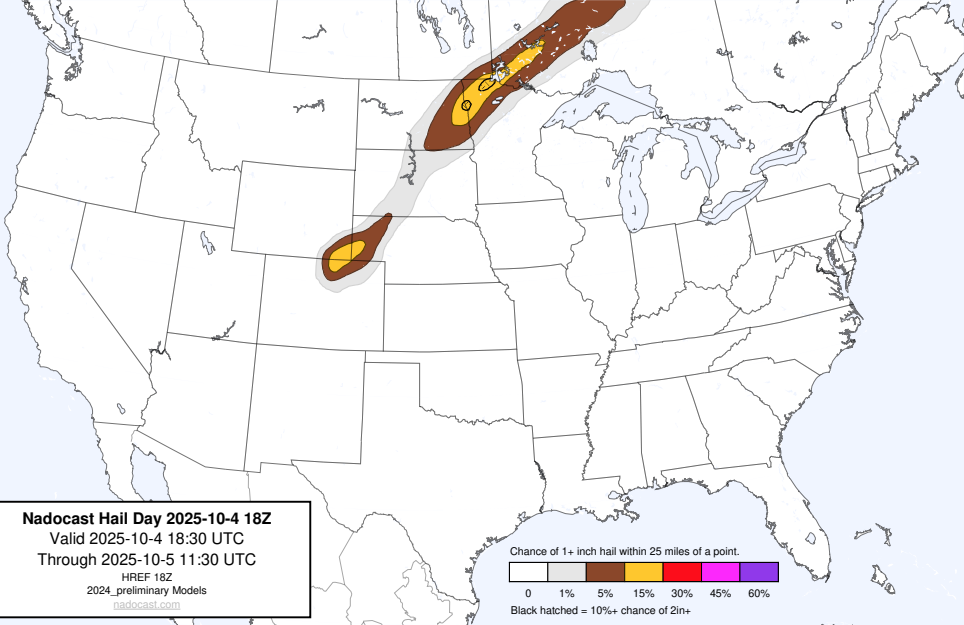 Nadocast Hail Day 2025-10-4 18Z
Valid 2025-10-4 18:30 UTC
Through 2025-10-5 11:30 UTC
HREF 18Z
2024_preliminary Models
nadocast.com
Chance of 1+ inch hail within 25 miles of a point.
0 1% 5% 15% 30% 45% 60%
Black hatched = 10%+ chance of 2in+